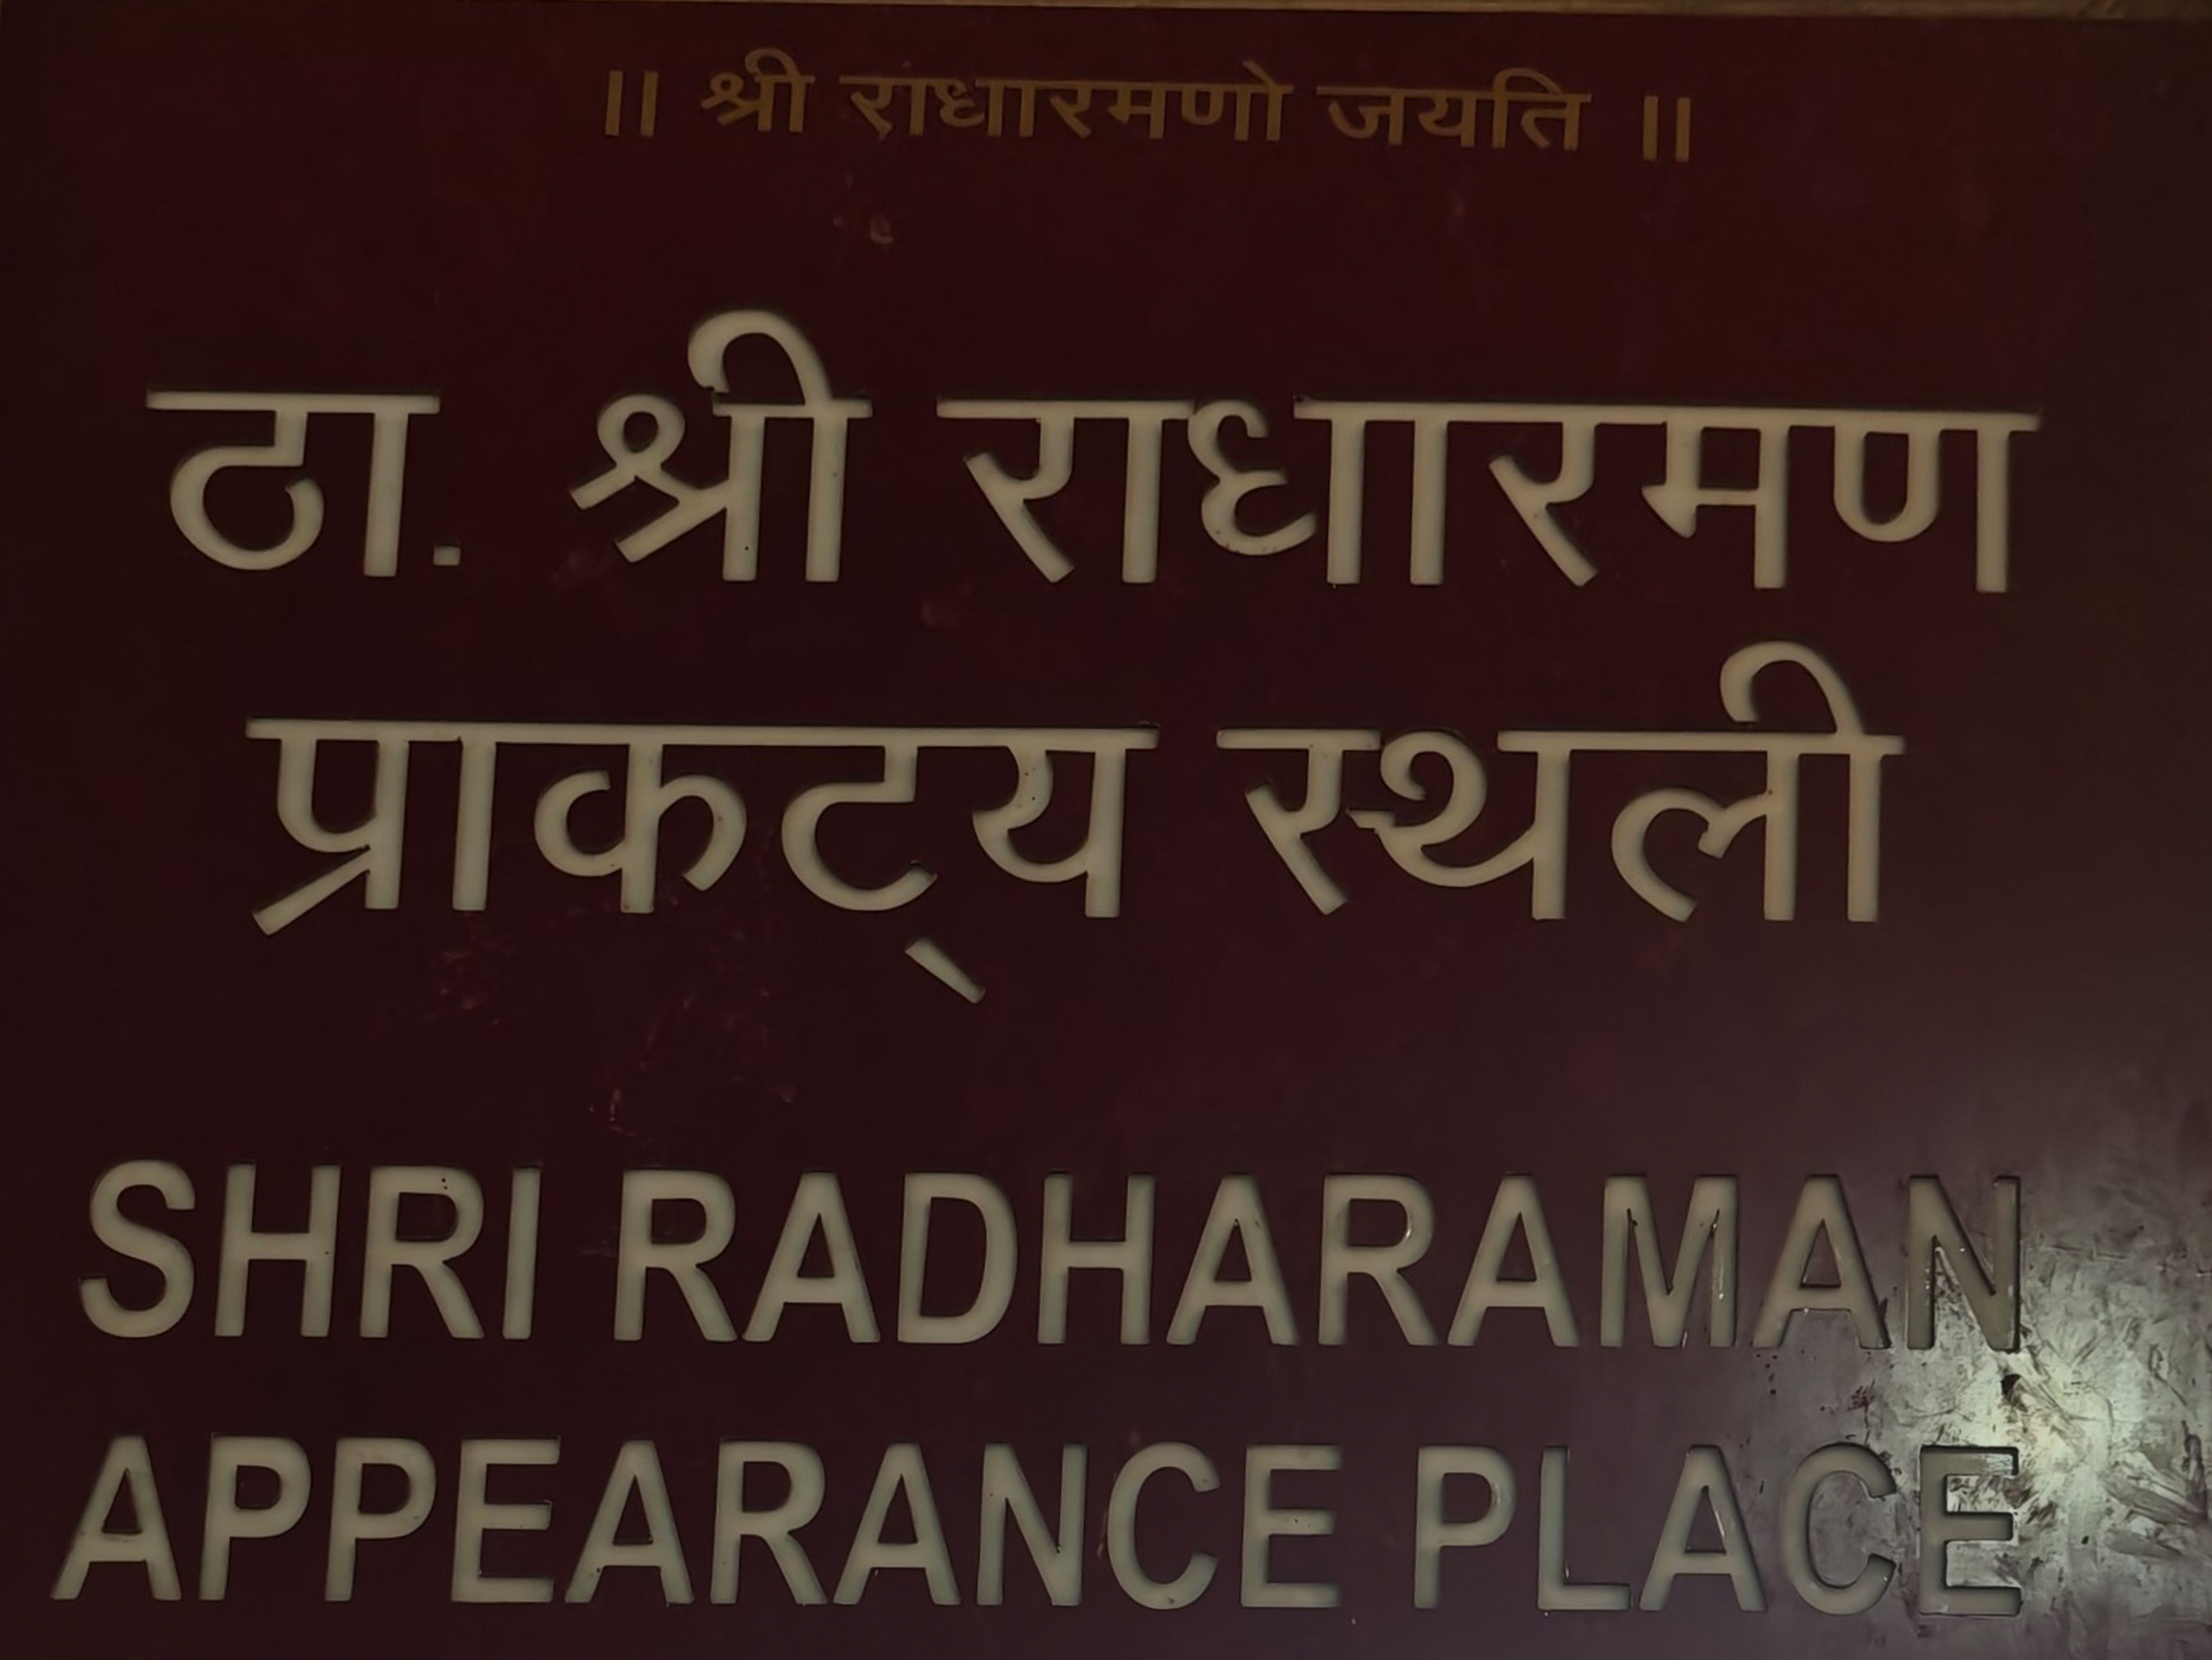 ॥ श्री राधारमणो जयति ॥
ठा. श्री राधारमण
प्राकट्‌य स्थली
SHRI RADHARAMAN
APPEARANCE PLACE